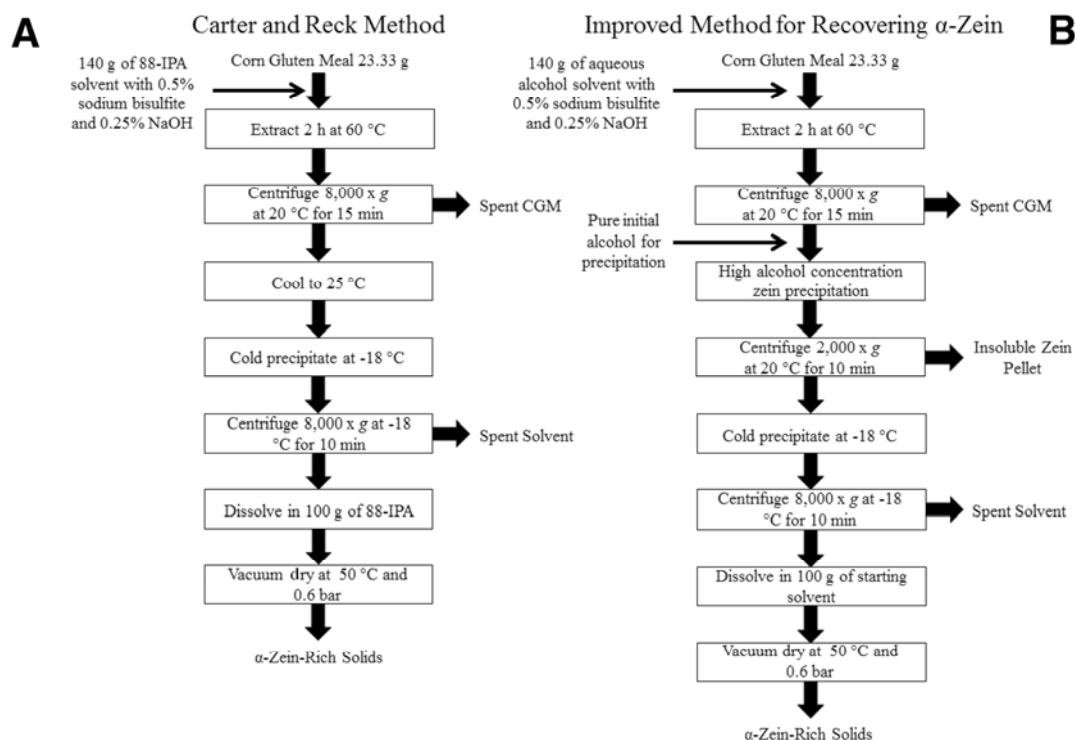 A
Carter and Reck Method
140 g of 88-IPA
solvent with 0.5%
sodium bisulfite
and 0.25% NaOH
Corn Gluten Meal 23.33 g
Extract 2 h at 60 °C
Centrifuge 8,000 x g
at 20 °C for 15 min
Spent CGM
Cool to 25 °C
Cold precipitate at -18 °C
Centrifuge 8,000 x g at -18
°C for 10 min
Spent Solvent
Dissolve in 100 g of 88-IPA
Vacuum dry at 50 °C and
0.6 bar
α-Zein-Rich Solids
Improved Method for Recovering α-Zein
B
140 g of aqueous
alcohol solvent with
0.5% sodium bisulfite
and 0.25% NaOH
Corn Gluten Meal 23.33 g
Extract 2 h at 60 °C
Centrifuge 8,000 x g
at 20 °C for 15 min
Spent CGM
Pure initial
alcohol for
precipitation
High alcohol concentration
zein precipitation
Centrifuge 2,000 x g
at 20 °C for 10 min
Insoluble Zein
Pellet
Cold precipitate at -18 °C
Centrifuge 8,000 x g at -18
°C for 10 min
Spent Solvent
Dissolve in 100 g of starting
solvent
Vacuum dry at 50 °C and
0.6 bar
α-Zein-Rich Solids